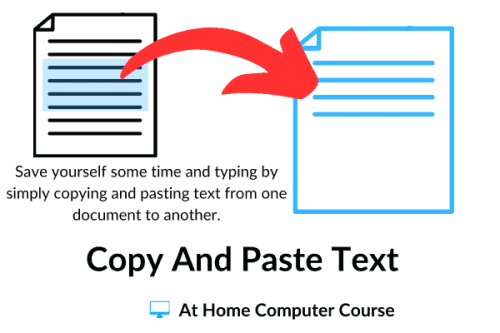 Save yourself some time and typing by
simply copying and pasting text from one
document to another.
Copy And Paste Text
At Home Computer Course